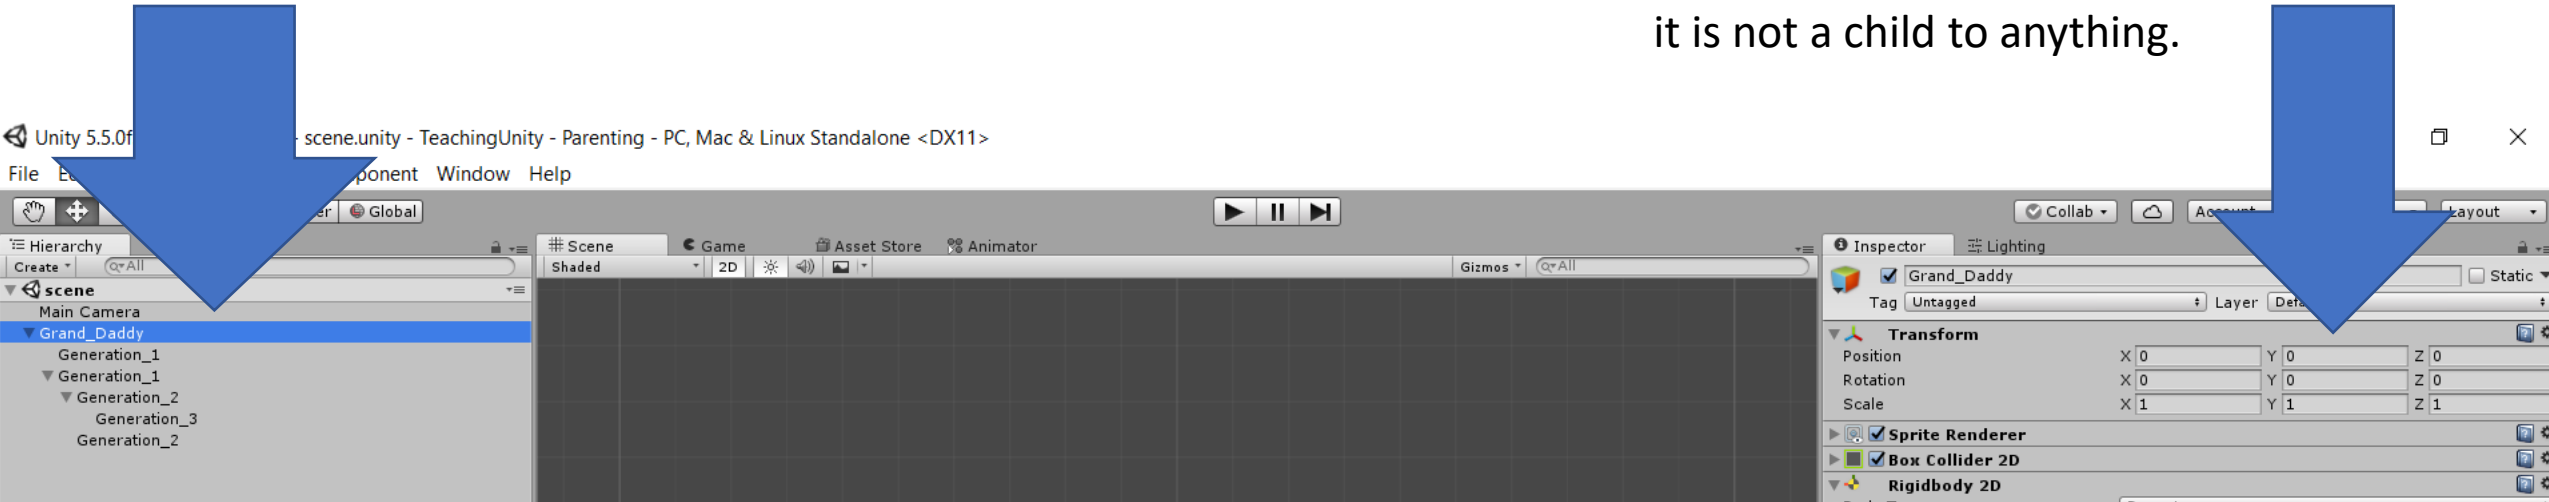 it is not a child to anything.
Unity 5.5.0f scene.unity - TeachingUnity - Parenting - PC, Mac & Linux Standalone <DX11>
File Component Window Help
Global Collab Account Layout
Hierarchy
Create All
scene
Main Camera
Grand_Daddy
Generation_1
Generation_1
Generation_2
Generation_3
Generation_2
Scene Game Asset Store Animator
Shaded 2D Gizmos All
Inspector Lighting
Grand_Daddy Static
Tag Untagged Layer Default
Transform
Position X 0 Y 0 Z 0
Rotation X 0 Y 0 Z 0
Scale X 1 Y 1 Z 1
Sprite Renderer
Box Collider 2D
Rigidbody 2D